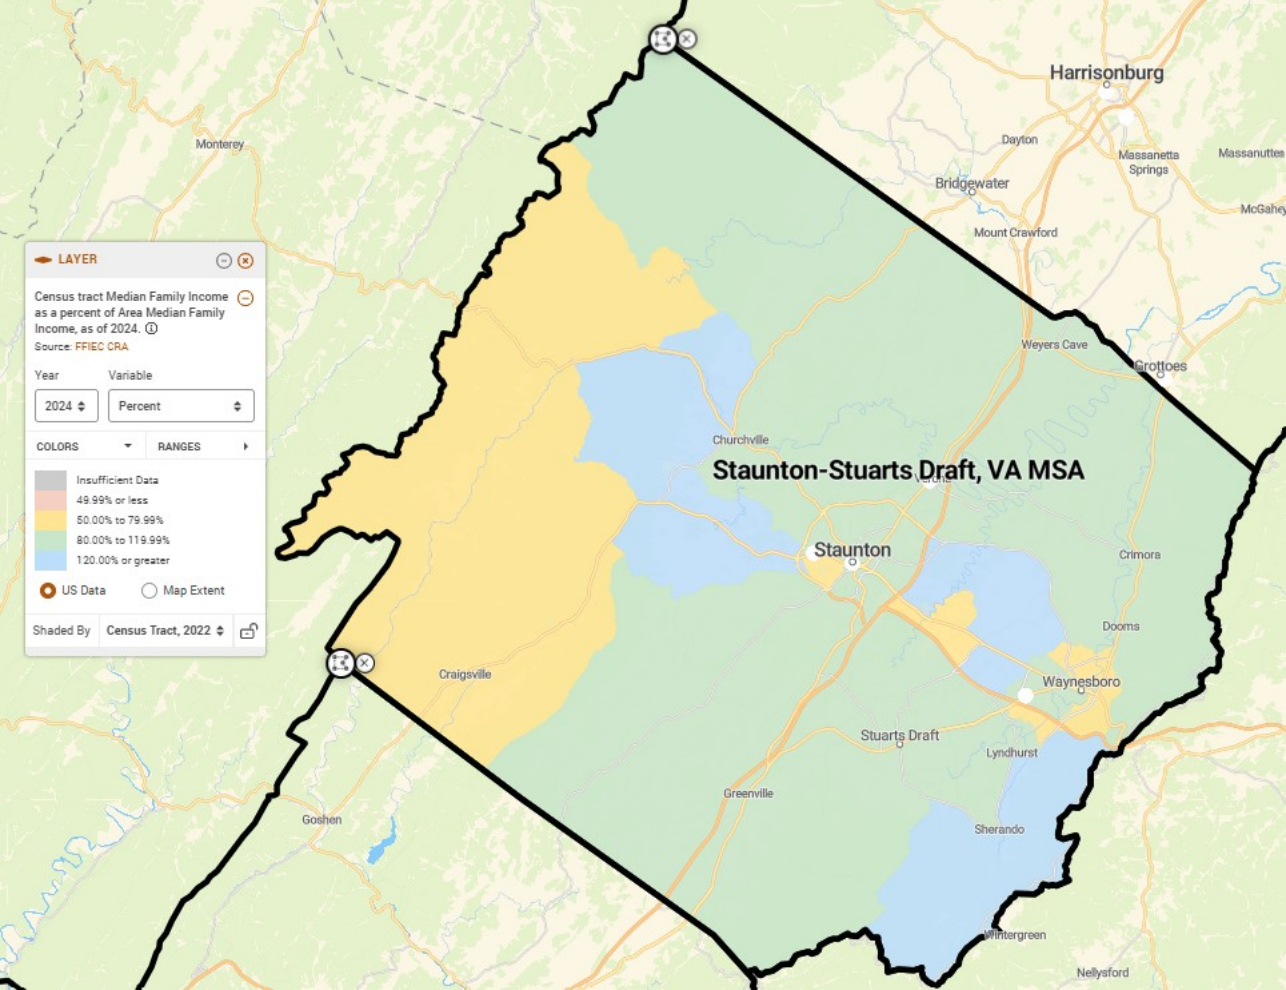 Harrisonburg
Monterey
Dayton
Massanetta
Springs
Massanutten
Bridgewater
McGahey
Mount Crawford
LAYER
Census tract Median Family Income
as a percent of Area Median Family
Income, as of 2024.
Source: FFIEC CRA
Year
Variable
2024
Percent
COLORS
RANGES
Insufficient Data
49.99% or less
50.00% to 79.99%
80.00% to 119.99%
120.00% or greater
US Data
Map Extent
Shaded By
Census Tract, 2022
Weyers Cave
Grottoes
Churchville
Staunton-Stuarts Draft, VA MSA
Verona
Staunton
Crimora
Dooms
Craigsville
Waynesboro
Stuarts Draft
Lyndhurst
Greenville
Goshen
Sherando
Wintergreen
Nellysford